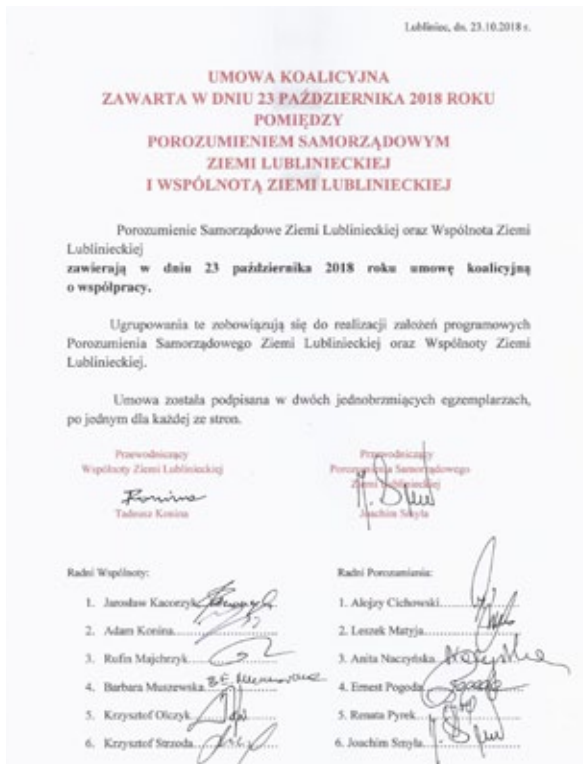 Lubliniec, dn. 23.10.2018 r.
UMOWA KOALICYJNA
ZAWARTA W DNIU 23 PAŹDZIERNIKA 2018 ROKU
POMIĘDZY
POROZUMIENIEM SAMORZĄDOWYM
ZIEMI LUBLINIECKIEJ
I WSPÓLNOTĄ ZIEMI LUBLINIECKIEJ
Porozumienie Samorządowe Ziemi Lublinieckiej oraz Wspólnota Ziemi
Lublinieckiej
zawierają w dniu 23 października 2018 roku umowę koalicyjną
o współpracy.
Ugrupowania te zobowiązują się do realizacji założeń programowych
Porozumienia Samorządowego Ziemi Lublinieckiej oraz Wspólnoty Ziemi
Lublinieckiej.
Umowa została podpisana w dwóch jednobrzmiących egzemplarzach,
po jednym dla każdej ze stron.
Przewodniczący
Wspólnoty Ziemi Lublinieckiej
Konina
Tadeusz Konina
Przewodniczący
Porozumienia Samorządowego
Ziemi Lublinieckiej
Joachim Smyła
Radni Wspólnoty:
1. Jarosław Kacorzyk
2. Adam Konina
3. Rufin Majchrzyk
4. Barbara Muszewska
5. Krzysztof Olczyk
6. Krzysztof Strzoda
Radni Porozumienia:
1. Alojzy Cichowski
2. Leszek Matyja
3. Anita Naczyńska
4. Ernest Pogoda
5. Renata Pyrek
6. Joachim Smyła